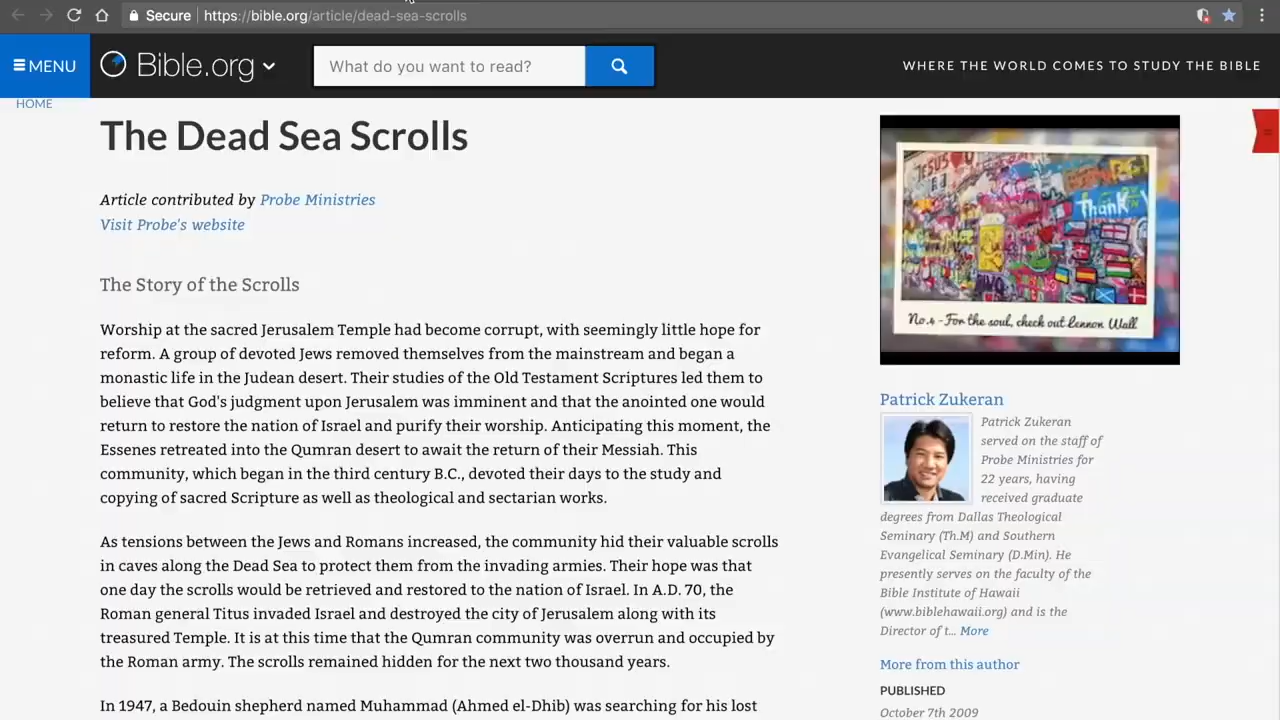 Secure
https://bible.org/article/dead-sea-scrolls
MENU
Bible.org
What do you want to read?
WHERE THE WORLD COMES TO STUDY THE BIBLE
HOME
The Dead Sea Scrolls
Article contributed by Probe Ministries
Visit Probe's website
The Story of the Scrolls
Worship at the sacred Jerusalem Temple had become corrupt, with seemingly little hope for
reform. A group of devoted Jews removed themselves from the mainstream and began a
monastic life in the Judean desert. Their studies of the Old Testament Scriptures led them to
believe that God's judgment upon Jerusalem was imminent and that the anointed one would
return to restore the nation of Israel and purify their worship. Anticipating this moment, the
Essenes retreated into the Qumran desert to await the return of their Messiah. This
community, which began in the third century B.C., devoted their days to the study and
copying of sacred Scripture as well as theological and sectarian works.
As tensions between the Jews and Romans increased, the community hid their valuable scrolls
in caves along the Dead Sea to protect them from the invading armies. Their hope was that
one day the scrolls would be retrieved and restored to the nation of Israel. In A.D. 70, the
Roman general Titus invaded Israel and destroyed the city of Jerusalem along with its
treasured Temple. It is at this time that the Qumran community was overrun and occupied by
the Roman army. The scrolls remained hidden for the next two thousand years.
In 1947, a Bedouin shepherd named Muhammad (Ahmed el-Dhib) was searching for his lost
JESUS
Thank
No.4 - For the soul, check out Lennon Wall
Patrick Zukeran
Patrick Zukeran
served on the staff of
Probe Ministries for
22 years, having
received graduate
degrees from Dallas Theological
Seminary (Th.M) and Southern
Evangelical Seminary (D.Min). He
presently serves on the faculty of the
Bible Institute of Hawaii
(www.biblehawaii.org) and is the
Director of t... More
More from this author
PUBLISHED
October 7th 2009